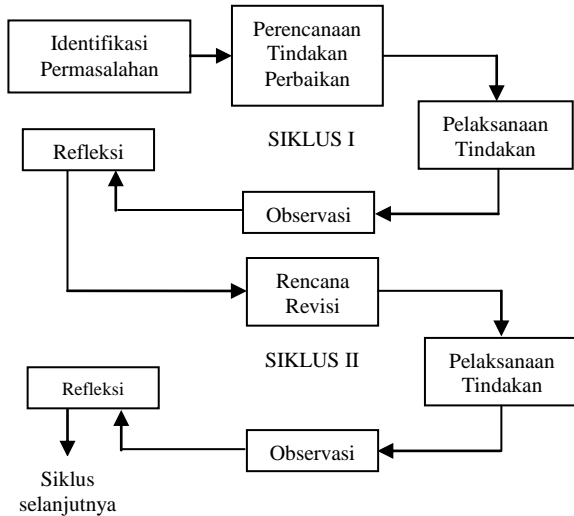 Identifikasi
Permasalahan
Perencanaan
Tindakan
Perbaikan
Pelaksanaan
Tindakan
SIKLUS I
Refleksi
Observasi
Rencana
Revisi
SIKLUS II
Pelaksanaan
Tindakan
Refleksi
Observasi
Siklus
selanjutnya